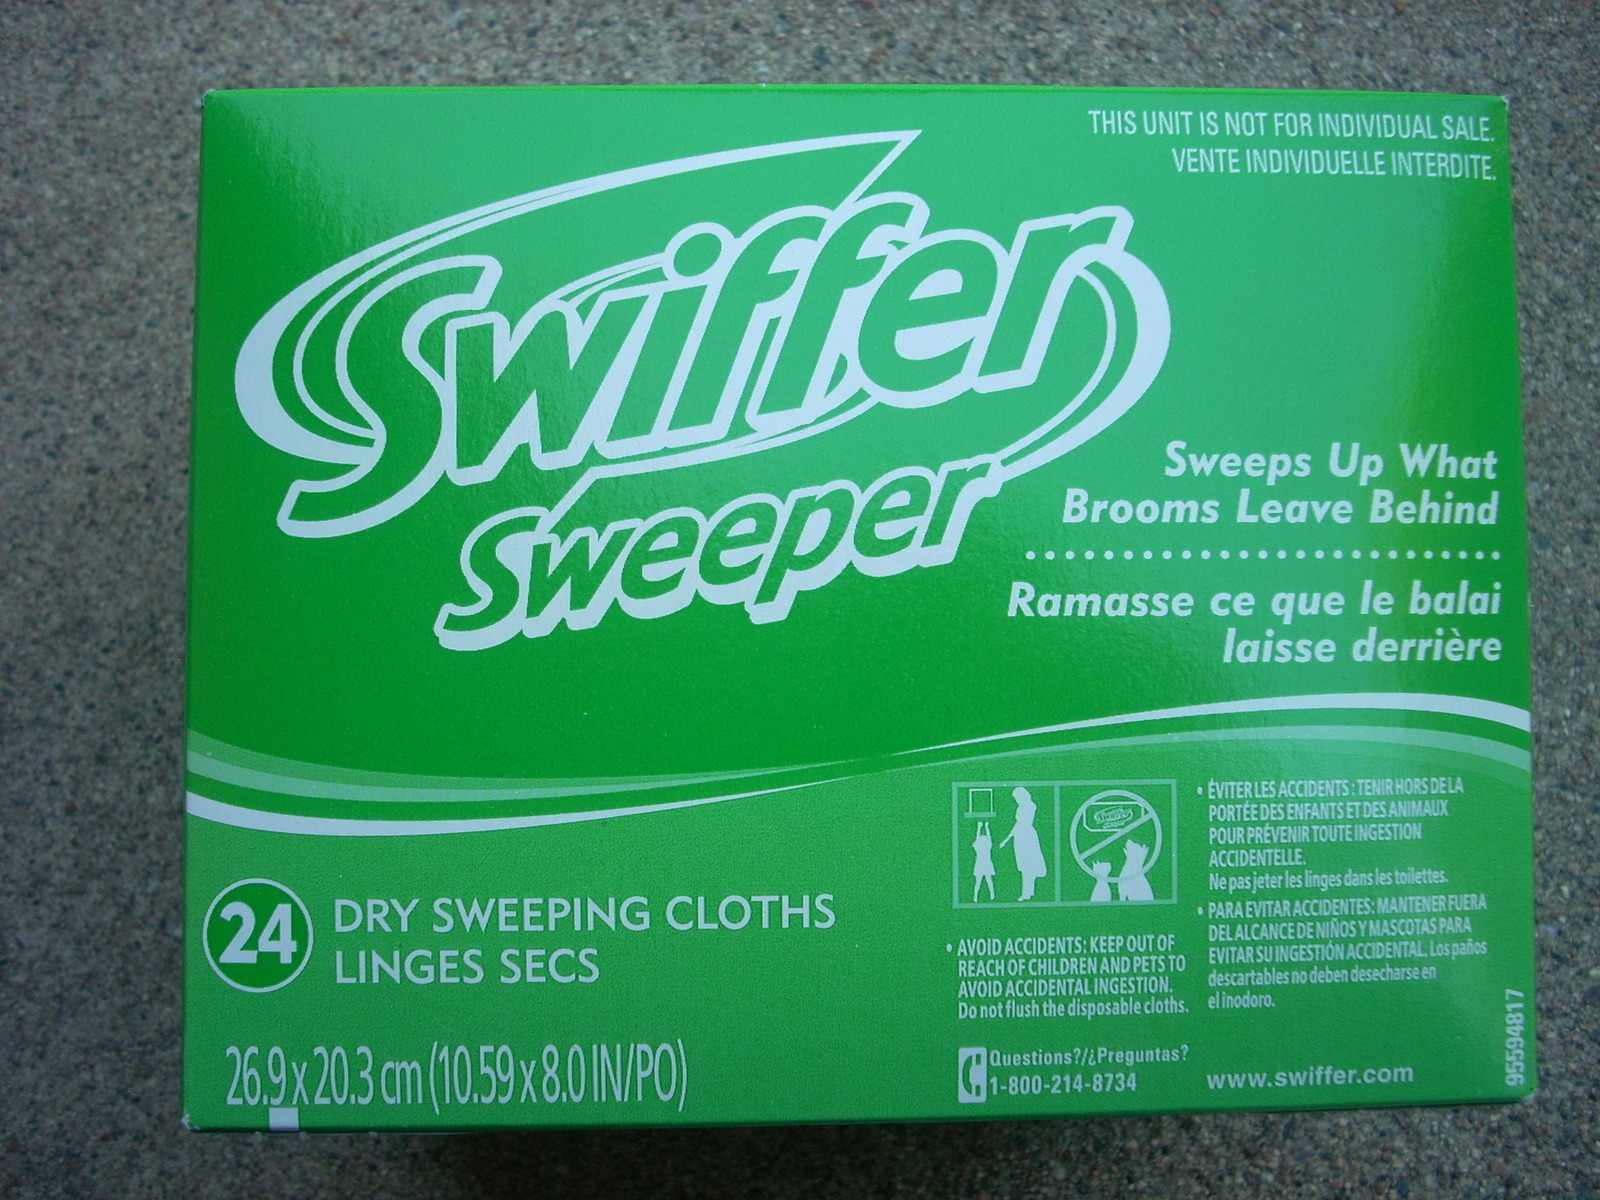 THIS UNIT IS NOT FOR INDIVIDUAL SALE.
VENTE INDIVIDUELLE INTERDITE.
Swiffer
Sweeper
Sweeps Up What
Brooms Leave Behind
Ramasse ce que le balai
laisse derrière
24
DRY SWEEPING CLOTHS
LINGES SECS
26.9 x 20.3 cm (10.59 x 8.0 IN/PO)
Swiffer
• AVOID ACCIDENTS: KEEP OUT OF
REACH OF CHILDREN AND PETS TO
AVOID ACCIDENTAL INGESTION.
Do not flush the disposable cloths.
• ÉVITER LES ACCIDENTS : TENIR HORS DE LA
PORTÉE DES ENFANTS ET DES ANIMAUX
POUR PRÉVENIR TOUTE INGESTION
ACCIDENTELLE.
Ne pas jeter les linges dans les toilettes.
• PARA EVITAR ACCIDENTES: MANTENER FUERA
DEL ALCANCE DE NIÑOS Y MASCOTAS PARA
EVITAR SU INGESTIÓN ACCIDENTAL. Los paños
descartables no deben desecharse en
el inodoro.
Questions?/¿Preguntas?
1-800-214-8734
www.swiffer.com
95594817